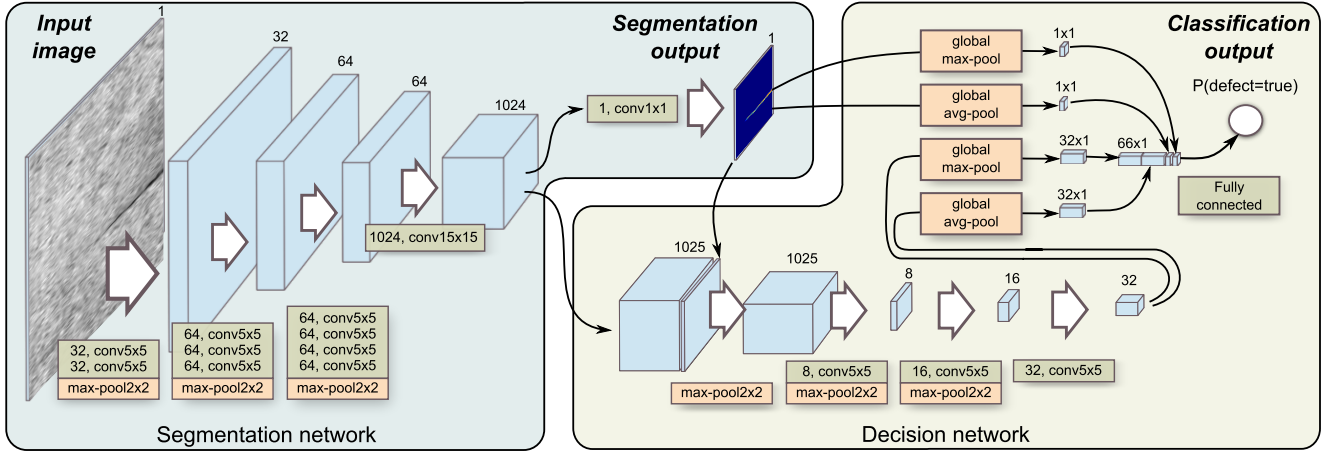 Input
image
1
32
64
64
1024
32, conv5x5
32, conv5x5
max-pool2x2
64, conv5x5
64, conv5x5
64, conv5x5
max-pool2x2
64, conv5x5
64, conv5x5
64, conv5x5
64, conv5x5
max-pool2x2
1024, conv15x15
Segmentation
output
1, conv1x1
1
Segmentation network
Classification
output
global
max-pool
1x1
global
avg-pool
1x1
global
max-pool
32x1
global
avg-pool
32x1
66x1
P(defect=true)
Fully
connected
1025
1025
8
16
32
max-pool2x2
8, conv5x5
max-pool2x2
16, conv5x5
max-pool2x2
32, conv5x5
Decision network